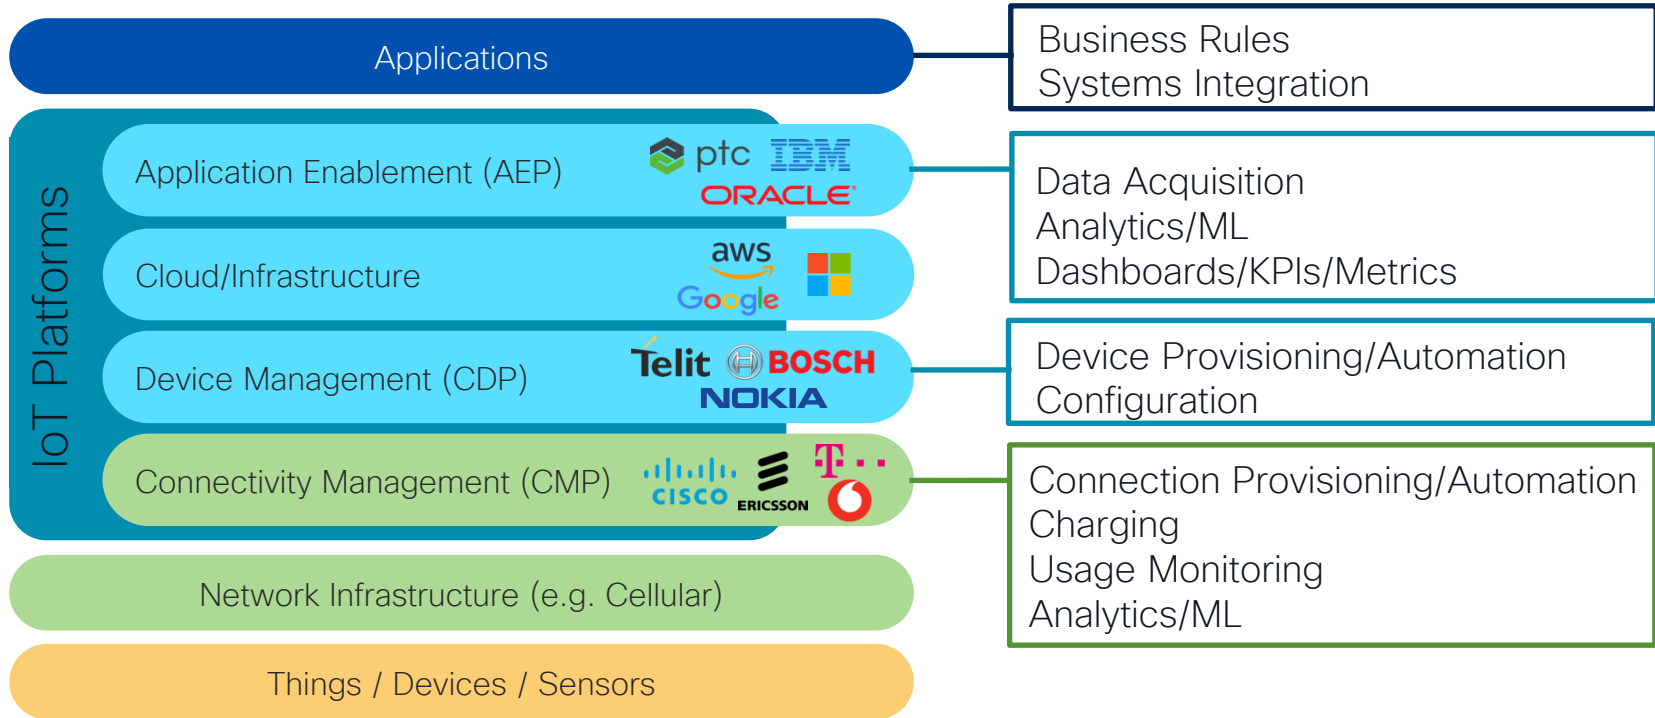 Applications
Business Rules
Systems Integration
IoT Platforms
Application Enablement (AEP)
ptc
IBM
ORACLE
Data Acquisition
Analytics/ML
Dashboards/KPIs/Metrics
Cloud/Infrastructure
aws
Google
Device Management (CDP)
Telit
BOSCH
NOKIA
Device Provisioning/Automation
Configuration
Connectivity Management (CMP)
CISCO
ERICSSON
T
Connection Provisioning/Automation
Charging
Usage Monitoring
Analytics/ML
Network Infrastructure (e.g. Cellular)
Things / Devices / Sensors